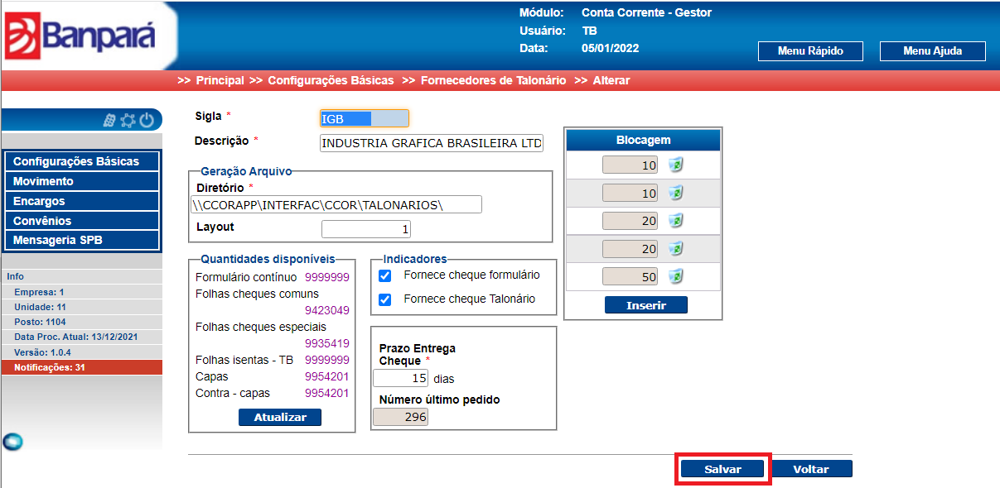 Banpará
Módulo: Conta Corrente - Gestor
Usuário: TB
Data: 05/01/2022
Menu Rápido
Menu Ajuda
>> Principal >> Configurações Básicas >> Fornecedores de Talonário >> Alterar
Configurações Básicas
Movimento
Encargos
Convênios
Mensageria SPB
Info
Empresa: 1
Unidade: 11
Posto: 1104
Data Proc. Atual: 13/12/2021
Versão: 1.0.4
Notificações: 31
Sigla * IGB
Descrição * INDUSTRIA GRAFICA BRASILEIRA LTD
Geração Arquivo
Diretório *
\\CCORAPP\INTERFAC\CCOR\TALONARIOS\
Layout 1
Quantidades disponíveis
Formulário contínuo 9999999
Folhas cheques comuns
9423049
Folhas cheques especiais
9935419
Folhas isentas - TB 9999999
Capas 9954201
Contra - capas 9954201
Atualizar
Indicadores
Fornece cheque formulário
Fornece cheque Talonário
Prazo Entrega
Cheque *
15 dias
Número último pedido
296
Blocagem
10
10
20
20
50
Inserir
Salvar
Voltar